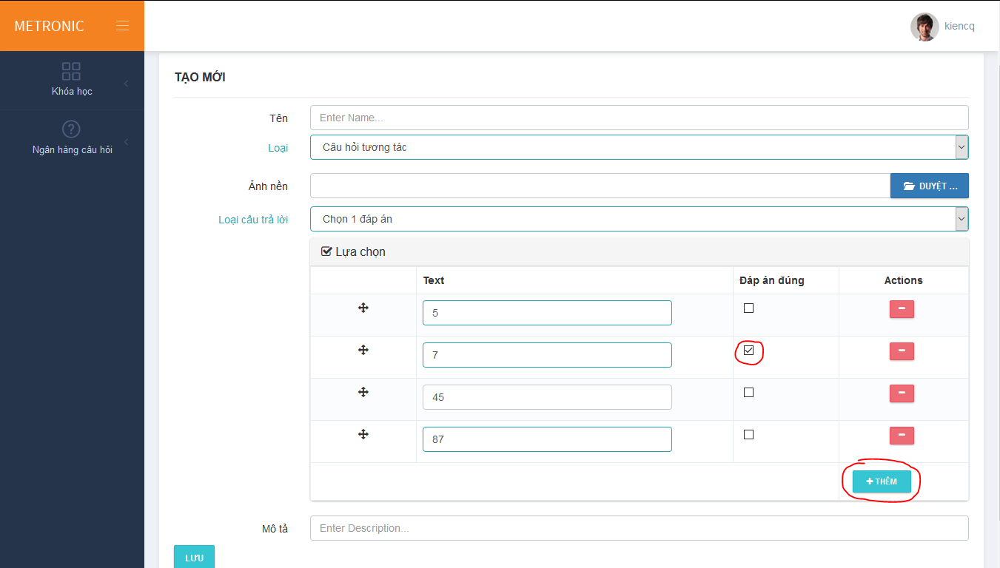 METRONIC
kiencq
Khóa học
Ngân hàng câu hỏi
TẠO MỚI
Tên
Enter Name...
Loại
Câu hỏi tương tác
Ảnh nền
DUYỆT ...
Loại câu trả lời
Chọn 1 đáp án
Lựa chọn
Text
Đáp án đúng
Actions
5
7
45
87
THÊM
Mô tả
Enter Description...
LƯU